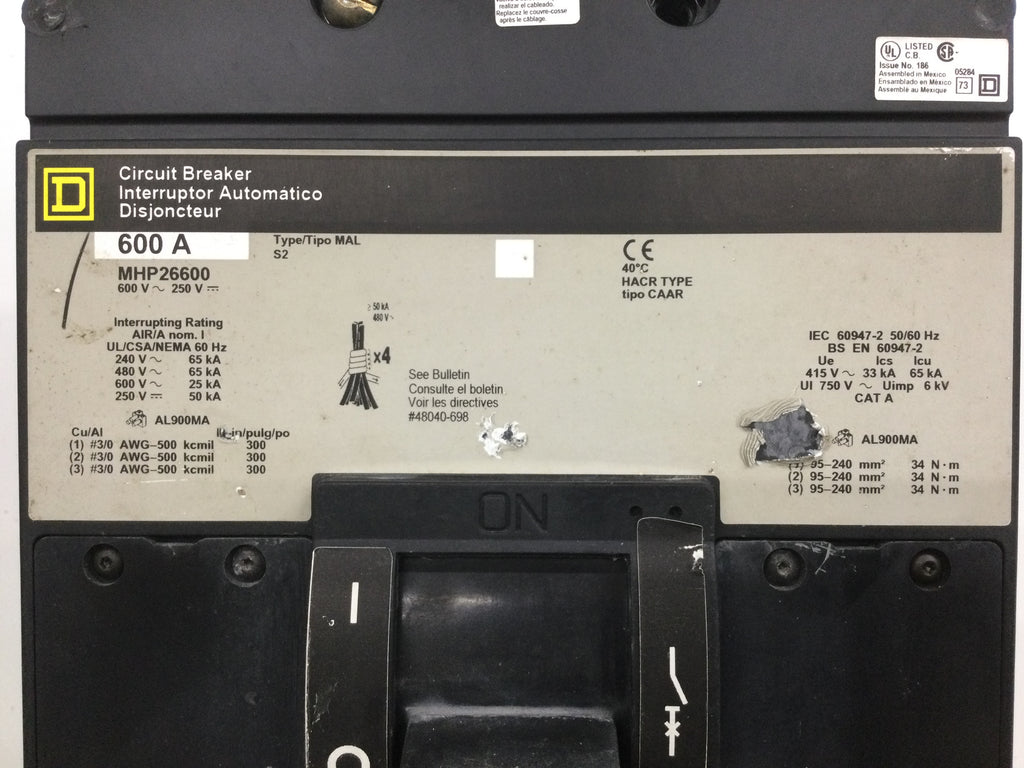 realizar el cableado.
Replacez le couvre-cosse
après le câblage.
UL LISTED
C.B.
Issue No. 186
Assembled in Mexico 05284
Ensamblado en México 73
Assemblé au Mexique
D
Circuit Breaker
Interruptor Automático
Disjoncteur
600 A
MHP26600
600 V ~ 250 V ⎓
Type/Tipo MAL
S2
CE
40°C
HACR TYPE
tipo CAAR
Interrupting Rating
AIR/A nom. I
UL/CSA/NEMA 60 Hz
240 V ~ 65 kA
480 V ~ 65 kA
600 V ~ 25 kA
250 V ⎓ 50 kA
AL900MA
Cu/Al lb-in/pulg/po
(1) #3/0 AWG–500 kcmil 300
(2) #3/0 AWG–500 kcmil 300
(3) #3/0 AWG–500 kcmil 300
≥ 50 kA
480 V ~
x4
See Bulletin
Consulte el boletin
Voir les directives
#48040-698
IEC 60947-2 50/60 Hz
BS EN 60947-2
Ue Ics Icu
415 V ~ 33 kA 65 kA
UI 750 V ~ Uimp 6 kV
CAT A
AL900MA
(1) 95–240 mm² 34 N·m
(2) 95–240 mm² 34 N·m
(3) 95–240 mm² 34 N·m
ON
I
O